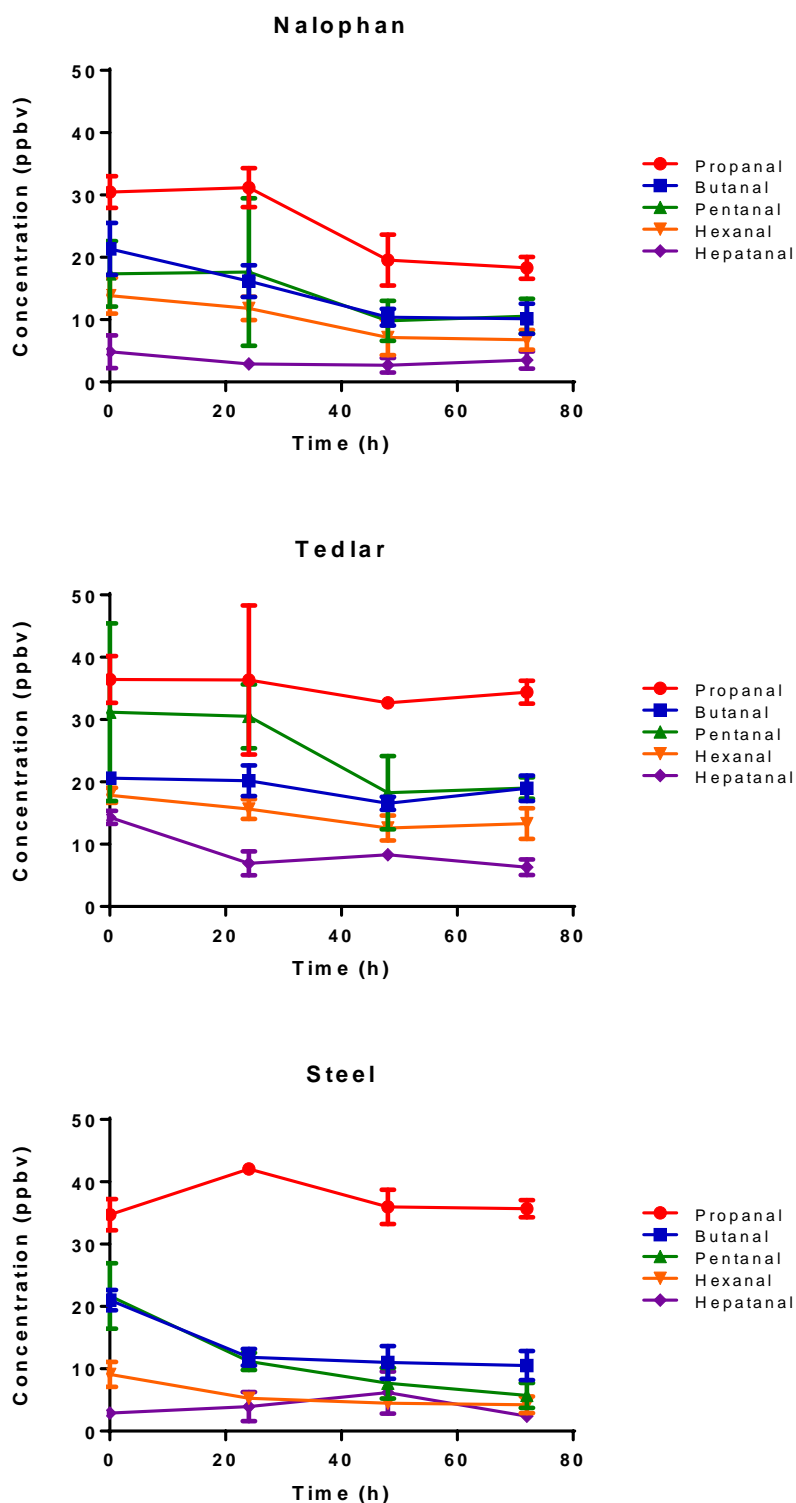 Nalophan
50
40
30
20
10
0
Concentration (ppbv)
0 20 40 60 80
Time (h)
Propanal
Butanal
Pentanal
Hexanal
Hepatanal
Tedlar
50
40
30
20
10
0
Concentration (ppbv)
0 20 40 60 80
Time (h)
Propanal
Butanal
Pentanal
Hexanal
Hepatanal
Steel
50
40
30
20
10
0
Concentration (ppbv)
0 20 40 60 80
Time (h)
Propanal
Butanal
Pentanal
Hexanal
Hepatanal